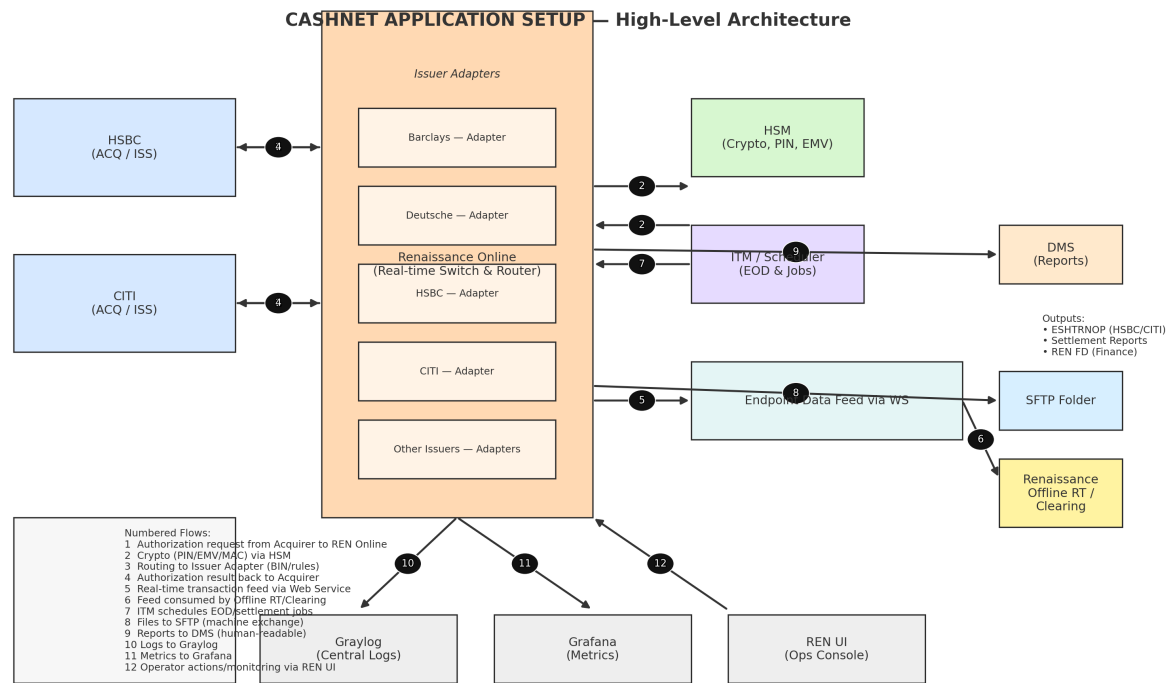 CASHNET APPLICATION SETUP — High-Level Architecture
Issuer Adapters
Barclays — Adapter
Deutsche — Adapter
Renaissance Online
(Real-time Switch & Router)
HSBC — Adapter
CITI — Adapter
Other Issuers — Adapters
HSBC
(ACQ / ISS)
4
CITI
(ACQ / ISS)
4
HSM
(Crypto, PIN, EMV)
2
2
7
9
ITM / Scheduler
(EOD & Jobs)
DMS
(Reports)
Outputs:
• ESHTRNOP (HSBC/CITI)
• Settlement Reports
• REN FD (Finance)
5
8
Endpoint Data Feed via WS
SFTP Folder
6
Renaissance
Offline RT /
Clearing
10
11
12
Numbered Flows:
1 Authorization request from Acquirer to REN Online
2 Crypto (PIN/EMV/MAC) via HSM
3 Routing to Issuer Adapter (BIN/rules)
4 Authorization result back to Acquirer
5 Real-time transaction feed via Web Service
6 Feed consumed by Offline RT/Clearing
7 ITM schedules EOD/settlement jobs
8 Files to SFTP (machine exchange)
9 Reports to DMS (human-readable)
10 Logs to Graylog
11 Metrics to Grafana
12 Operator actions/monitoring via REN UI
Graylog
(Central Logs)
Grafana
(Metrics)
REN UI
(Ops Console)